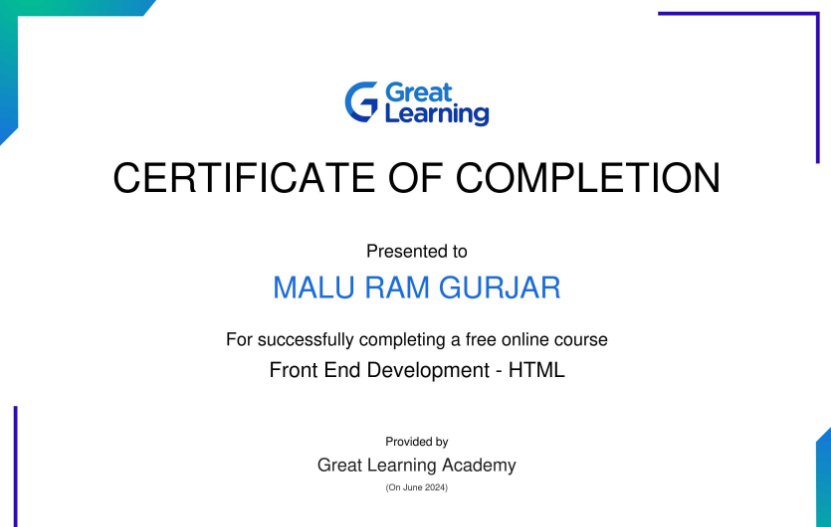 Great
Learning
CERTIFICATE OF COMPLETION
Presented to
MALU RAM GURJAR
For successfully completing a free online course
Front End Development - HTML
Provided by
Great Learning Academy
(On June 2024)